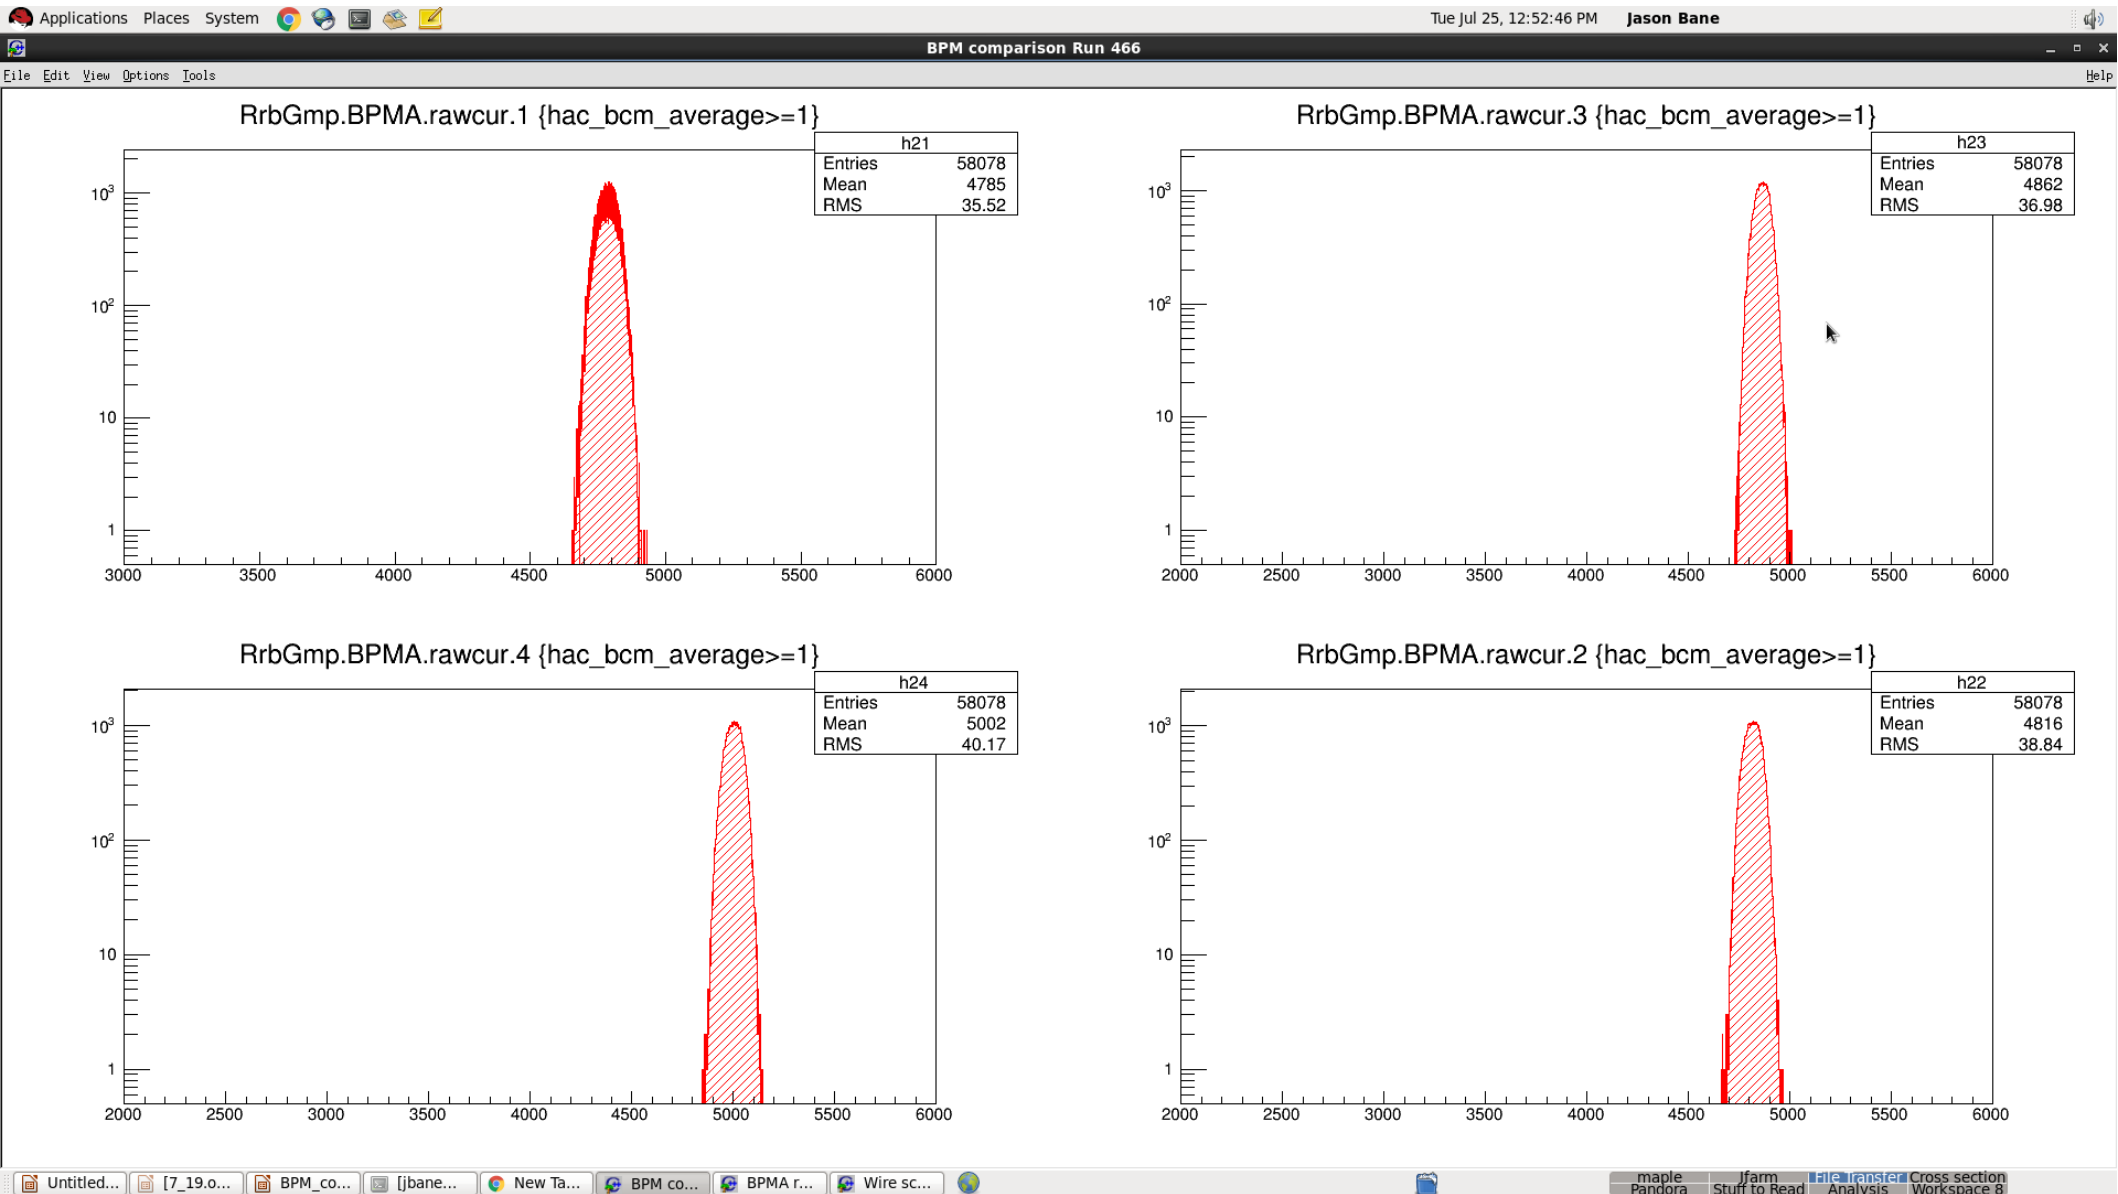 Applications Places System Tue Jul 25, 12:52:46 PM Jason Bane
BPM comparison Run 466
File Edit View Options Tools Help
RrbGmp.BPMA.rawcur.1 {hac_bcm_average>=1}
h21
Entries 58078
Mean 4785
RMS 35.52
10³
10²
10
1
3000 3500 4000 4500 5000 5500 6000
RrbGmp.BPMA.rawcur.3 {hac_bcm_average>=1}
h23
Entries 58078
Mean 4862
RMS 36.98
10³
10²
10
1
2000 2500 3000 3500 4000 4500 5000 5500 6000
RrbGmp.BPMA.rawcur.4 {hac_bcm_average>=1}
h24
Entries 58078
Mean 5002
RMS 40.17
10³
10²
10
1
2000 2500 3000 3500 4000 4500 5000 5500 6000
RrbGmp.BPMA.rawcur.2 {hac_bcm_average>=1}
h22
Entries 58078
Mean 4816
RMS 38.84
10³
10²
10
1
2000 2500 3000 3500 4000 4500 5000 5500 6000
Untitled... [7_19.o... BPM_co... [jbane... New Ta... BPM co... BPMA r... Wire sc...
maple Jfarm File Transfer Cross section
Pandora Stuff to Read Analysis Workspace 8